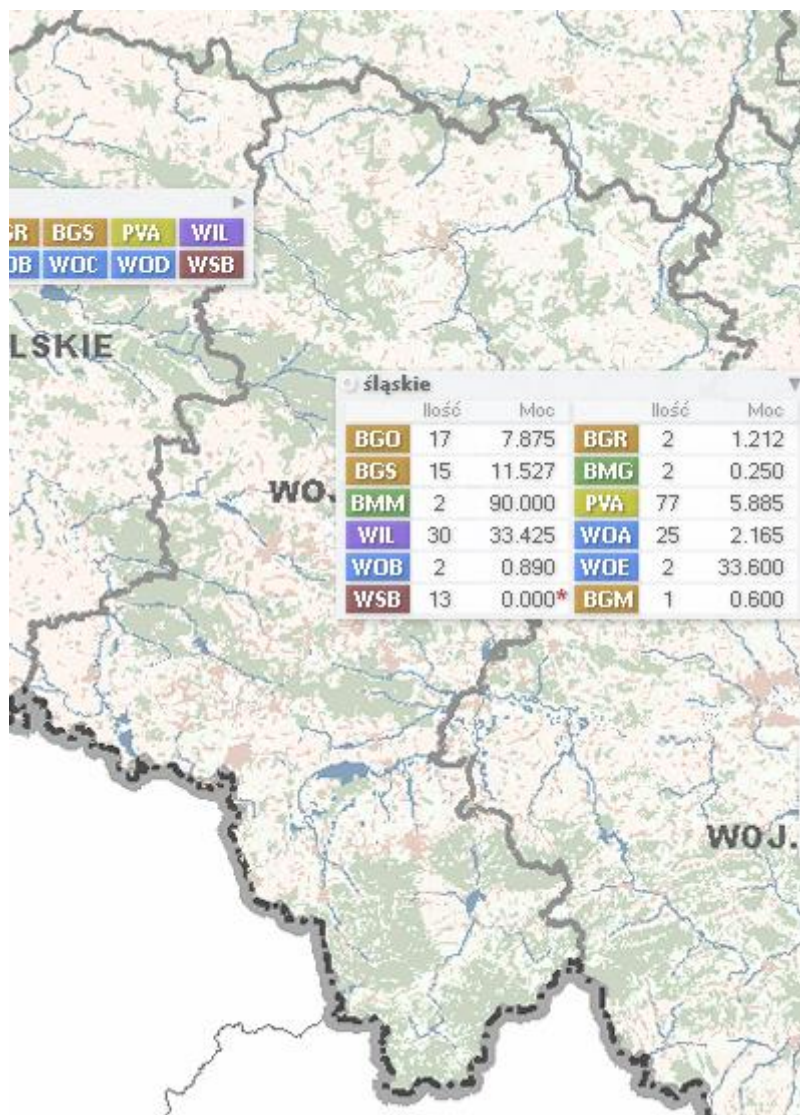 BGS PVA WIL
WOC WOD WSB
LSKIE
śląskie
Ilość Moc Ilość Moc
BGO 17 7.875 BGR 2 1.212
BGS 15 11.527 BMG 2 0.250
WOJ.
BMM 2 90.000 PVA 77 5.885
WIL 30 33.425 WOA 25 2.165
WOB 2 0.890 WOE 2 33.600
WSB 13 0.000* BGM 1 0.600
WOJ.